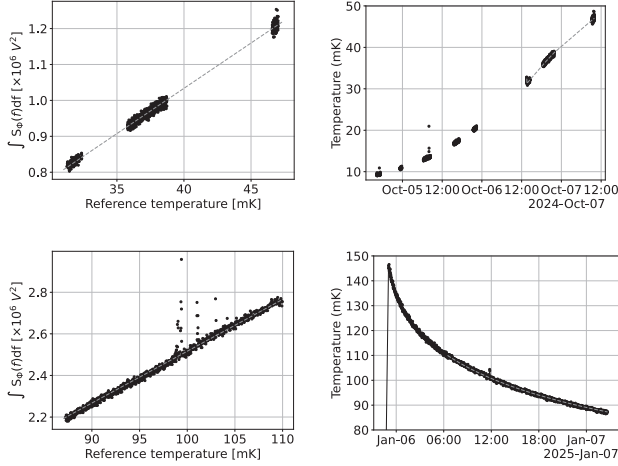 ∫ S_Φ(f)df [×10⁶ V²]
1.2
1.0
0.9
0.8
35
40
45
Reference temperature [mK]
Temperature (mK)
50
40
30
20
10
Oct-05 12:00 Oct-06 12:00 Oct-07 12:00
2024-Oct-07
∫ S_Φ(f)df [×10⁶ V²]
2.8
2.6
2.4
2.2
90
95
100
105
110
Reference temperature [mK]
Temperature (mK)
150
140
130
120
110
100
90
80
Jan-06 06:00 12:00 18:00 Jan-07
2025-Jan-07